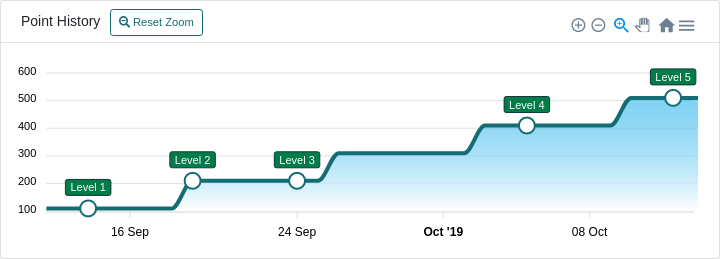 Point History
Reset Zoom
600
500
400
300
200
100
Level 1
Level 2
Level 3
Level 4
Level 5
16 Sep
24 Sep
Oct '19
08 Oct